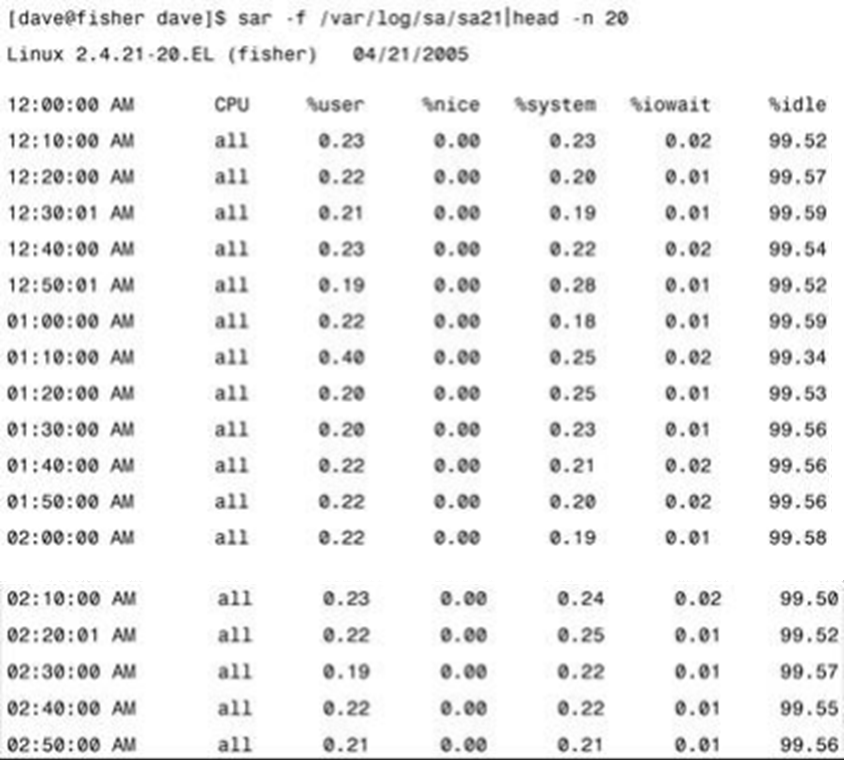 [dave@fisher dave]$ sar -f /var/log/sa/sa21|head -n 20
Linux 2.4.21-20.EL (fisher) 04/21/2005
12:00:00 AM CPU %user %nice %system %iowait %idle
12:10:00 AM all 0.23 0.00 0.23 0.02 99.52
12:20:00 AM all 0.22 0.00 0.20 0.01 99.57
12:30:01 AM all 0.21 0.00 0.19 0.01 99.59
12:40:00 AM all 0.23 0.00 0.22 0.02 99.54
12:50:01 AM all 0.19 0.00 0.28 0.01 99.52
01:00:00 AM all 0.22 0.00 0.18 0.01 99.59
01:10:00 AM all 0.40 0.00 0.25 0.02 99.34
01:20:00 AM all 0.20 0.00 0.25 0.01 99.53
01:30:00 AM all 0.20 0.00 0.23 0.01 99.56
01:40:00 AM all 0.22 0.00 0.21 0.02 99.56
01:50:00 AM all 0.22 0.00 0.20 0.02 99.56
02:00:00 AM all 0.22 0.00 0.19 0.01 99.58
02:10:00 AM all 0.23 0.00 0.24 0.02 99.50
02:20:01 AM all 0.22 0.00 0.25 0.01 99.52
02:30:00 AM all 0.19 0.00 0.22 0.01 99.57
02:40:00 AM all 0.22 0.00 0.22 0.01 99.55
02:50:00 AM all 0.21 0.00 0.21 0.01 99.56